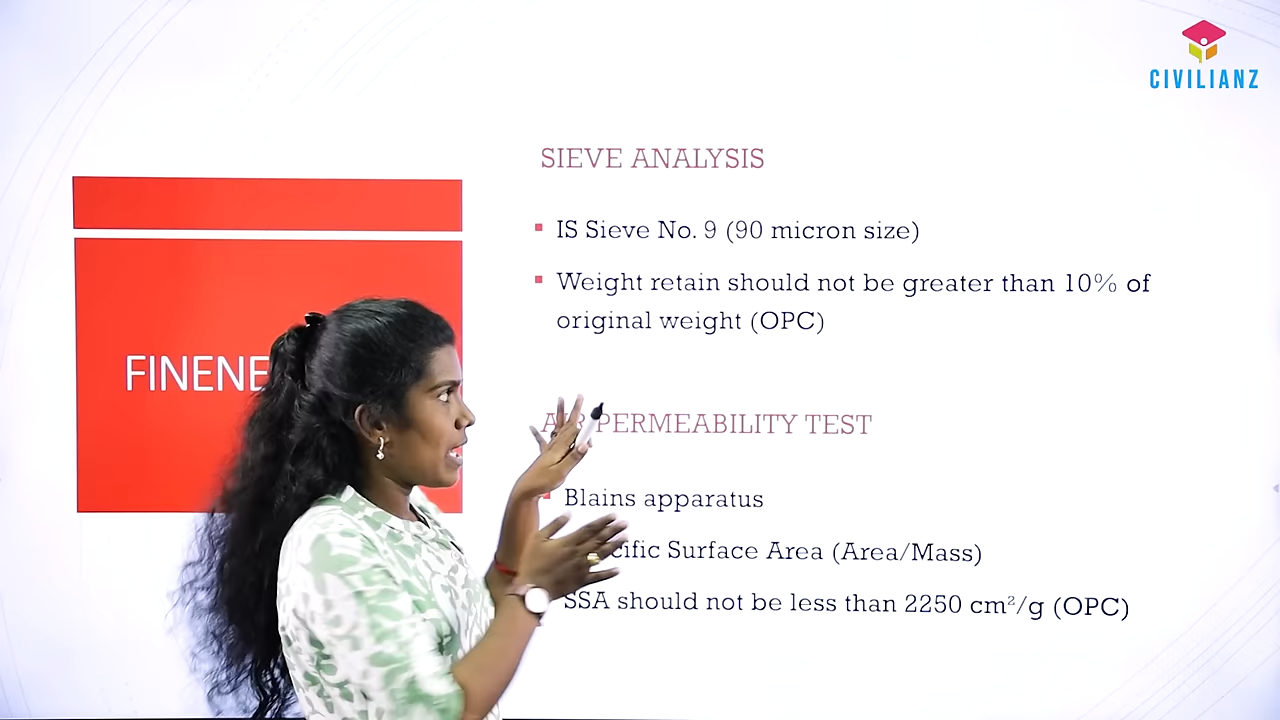 CIVILIANZ
SIEVE ANALYSIS
IS Sieve No. 9 (90 micron size)
Weight retain should not be greater than 10% of
original weight (OPC)
PERMEABILITY TEST
Blains apparatus
Surface Area (Area/Mass)
SSA should not be less than 2250 cm²/g (OPC)